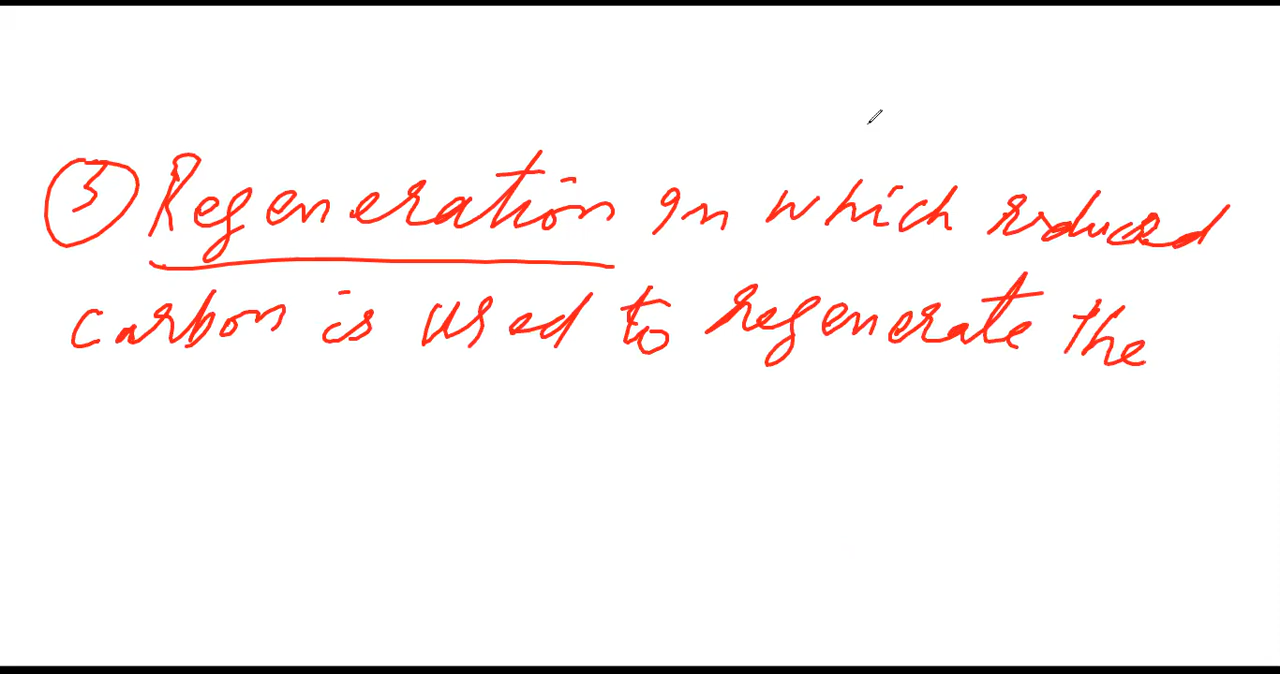 ③ Regeneration In which reduced
carbon is used to regenerate the